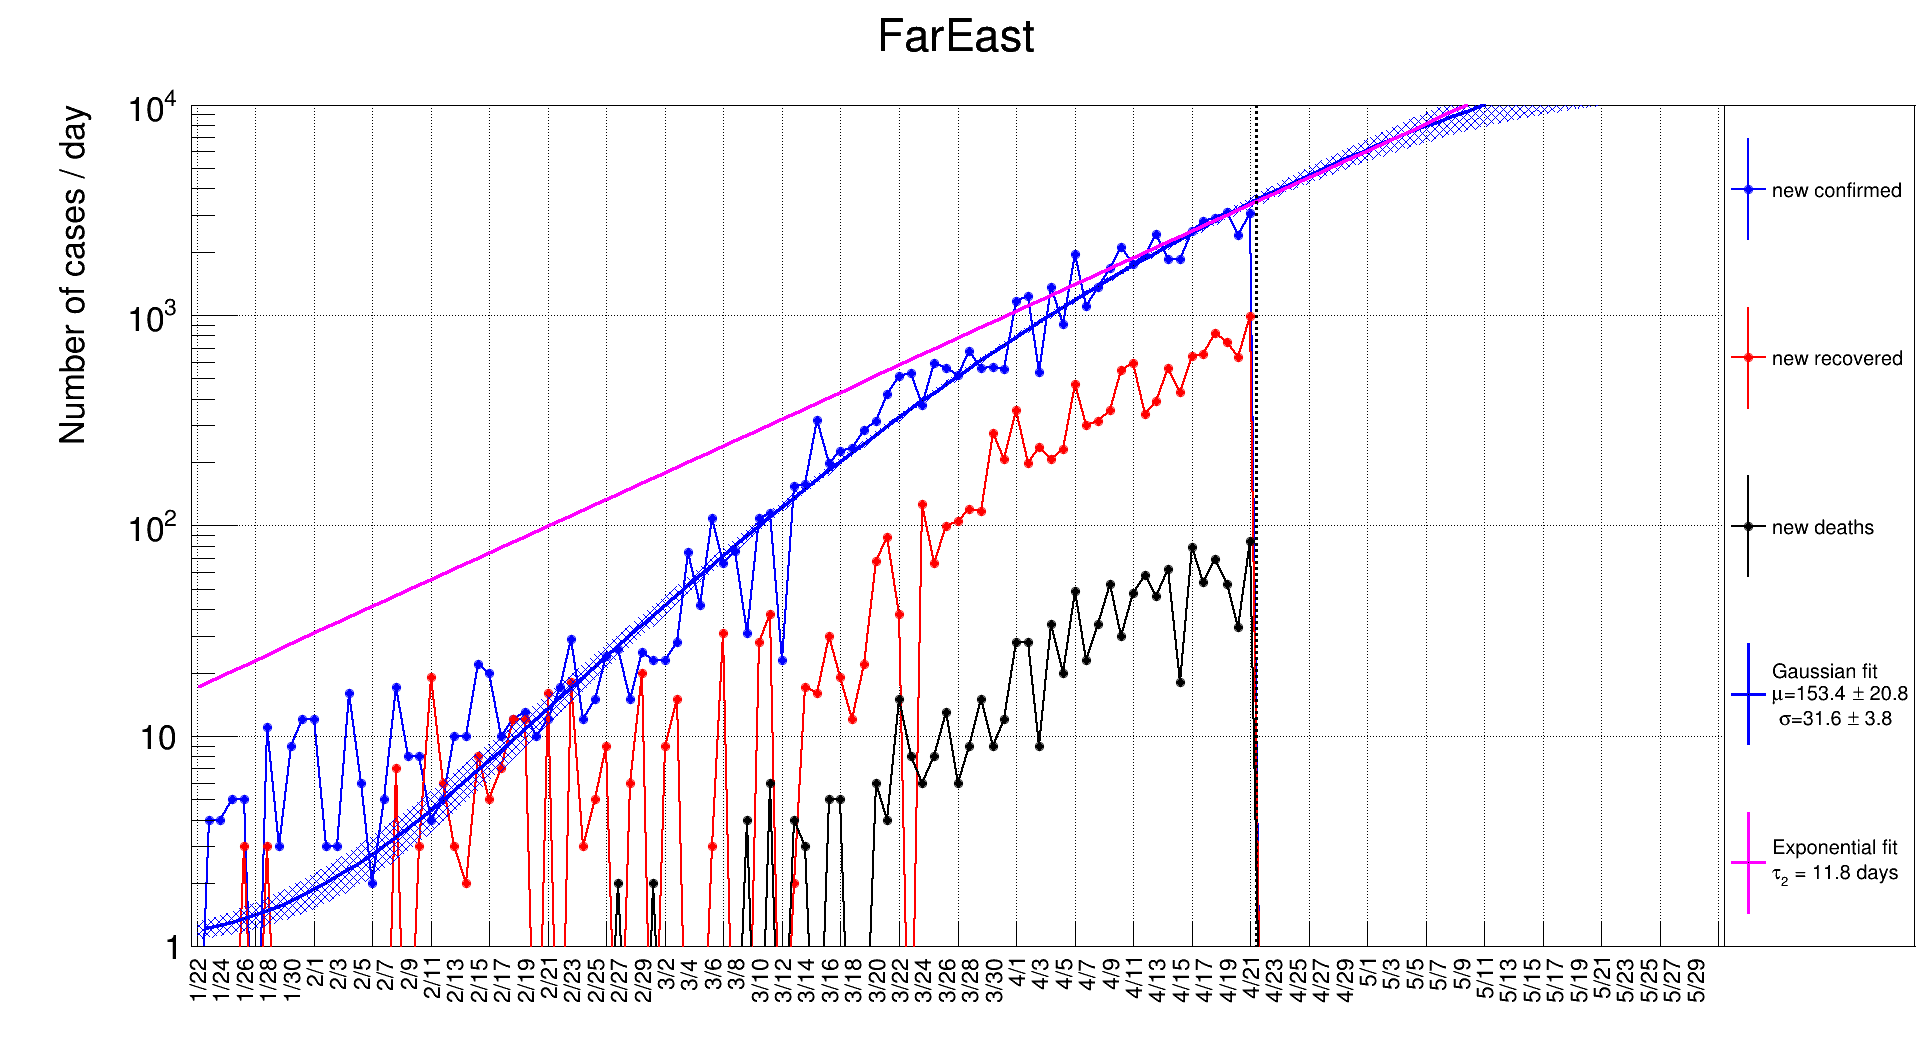 FarEast
Number of cases / day
10^4
10^3
10^2
10
1
1/22 1/24 1/26 1/28 1/30 2/1 2/3 2/5 2/7 2/9 2/11 2/13 2/15 2/17 2/19 2/21 2/23 2/25 2/27 2/29 3/2 3/4 3/6 3/8 3/10 3/12 3/14 3/16 3/18 3/20 3/22 3/24 3/26 3/28 3/30 4/1 4/3 4/5 4/7 4/9 4/11 4/13 4/15 4/17 4/19 4/21 4/23 4/25 4/27 4/29 5/1 5/3 5/5 5/7 5/9 5/11 5/13 5/15 5/17 5/19 5/21 5/23 5/25 5/27 5/29
new confirmed
new recovered
new deaths
Gaussian fit
μ=153.4 ± 20.8
σ=31.6 ± 3.8
Exponential fit
τ₂ = 11.8 days